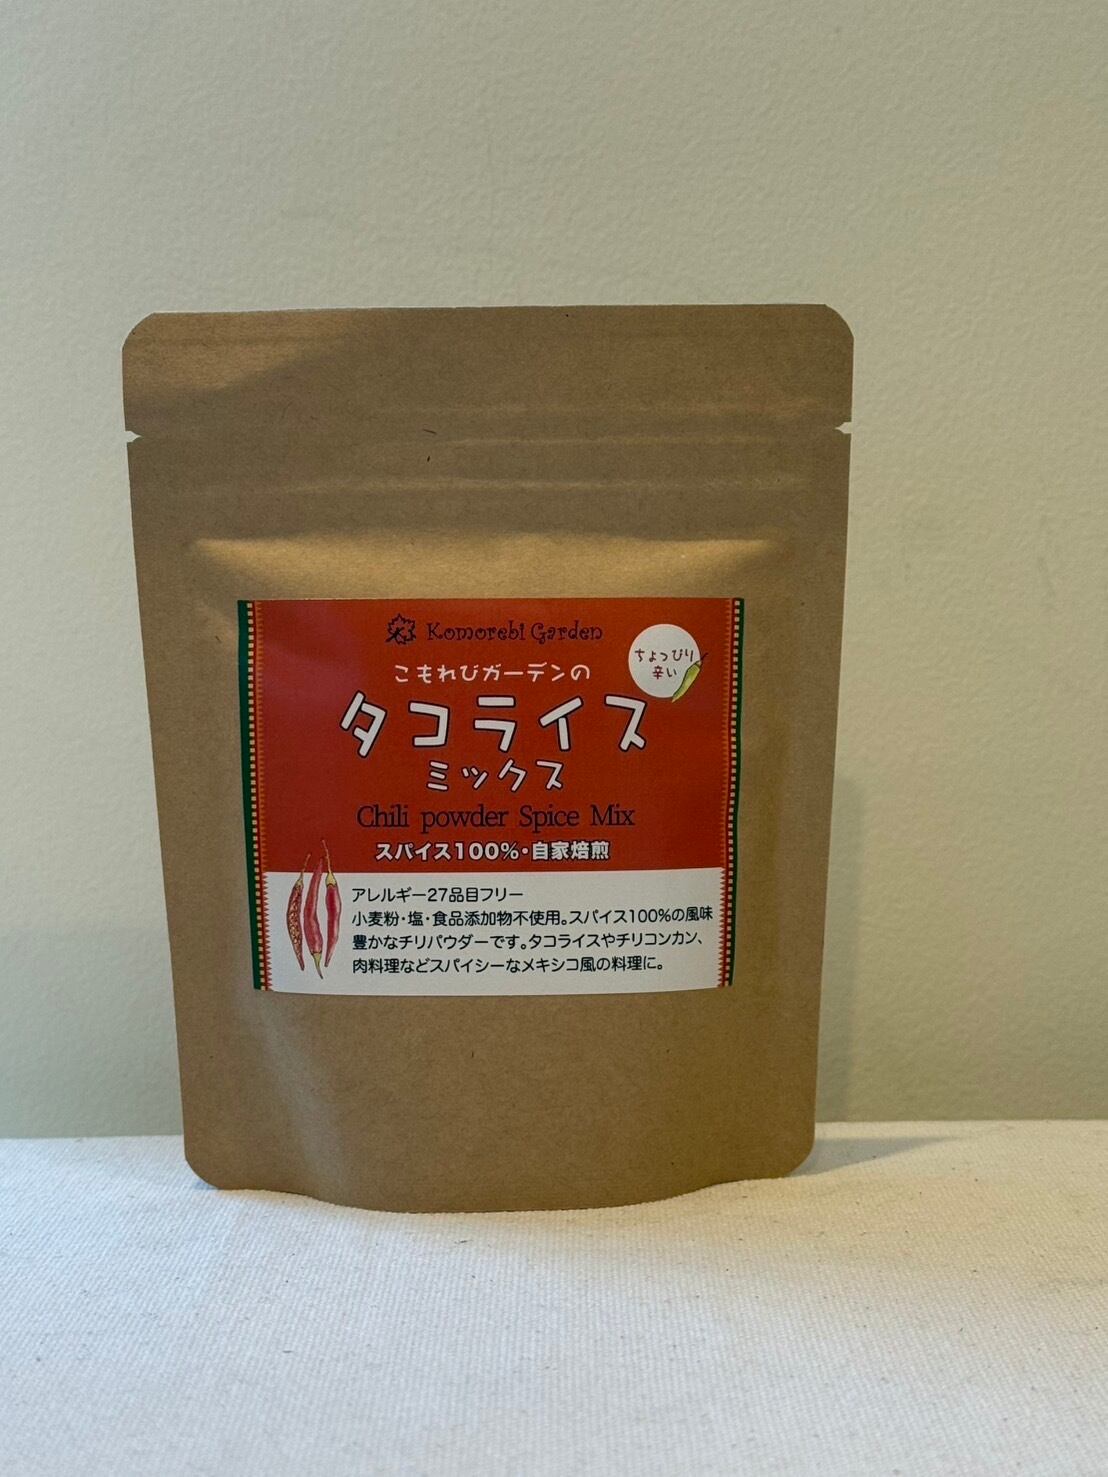 Komorebi Garden
こもれびガーデンの
ちょっぴり
辛い
タコライス
ミックス
Chili powder Spice Mix
スパイス100%・自家焙煎
アレルギー27品目フリー
小麦粉・塩・食品添加物不使用。スパイス100%の風味
豊かなチリパウダーです。タコライスやチリコンカン、
肉料理などスパイシーなメキシコ風の料理に。